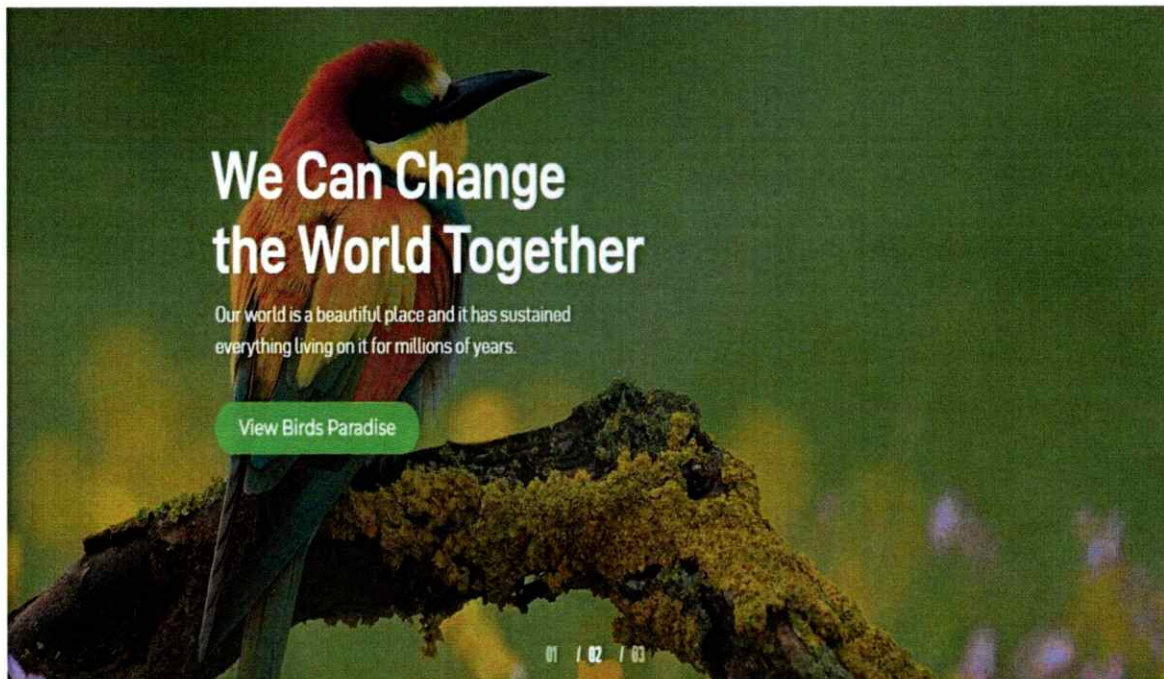 We Can Change
the World Together
Our world is a beautiful place and it has sustained
everything living on it for millions of years.
View Birds Paradise
01 / 02 / 03